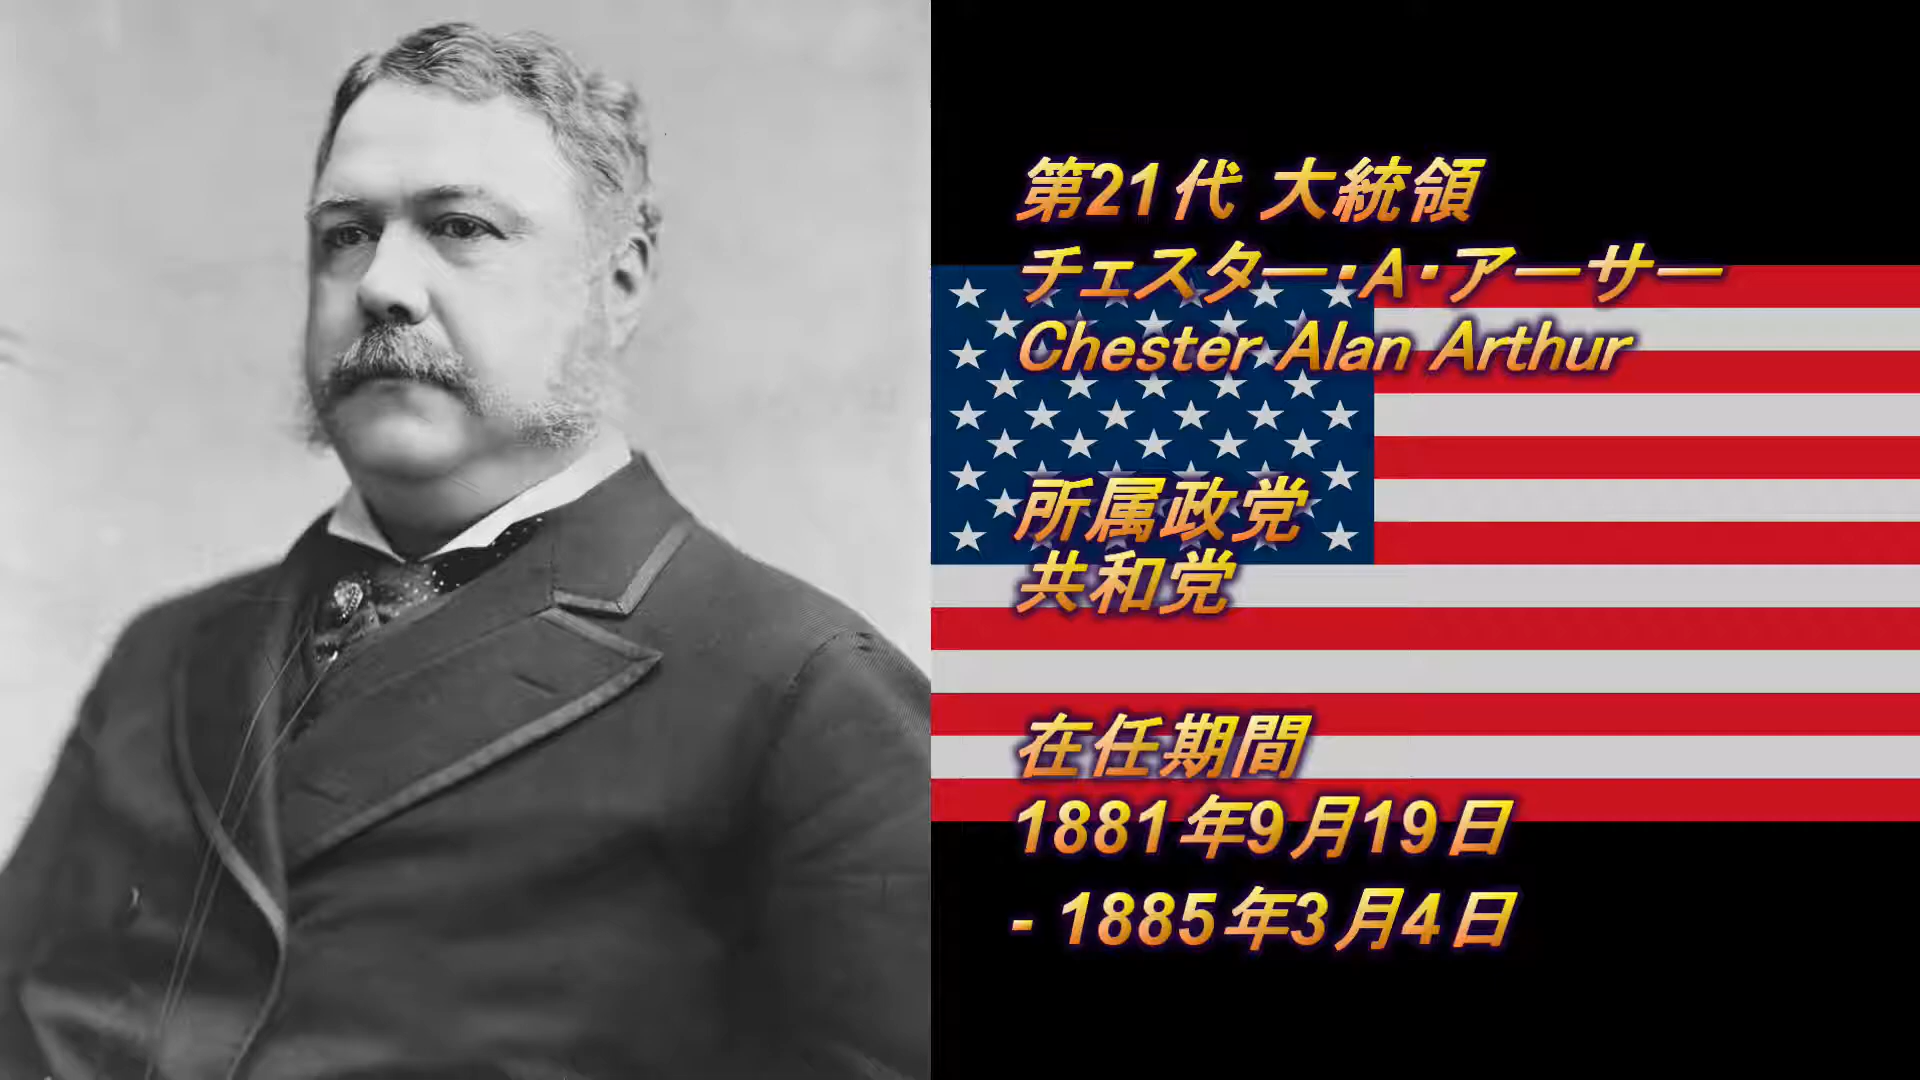 第21代 大統領
チェスター・A・アーサー
Chester Alan Arthur
所属政党
共和党
在任期間
1881年9月19日
- 1885年3月4日